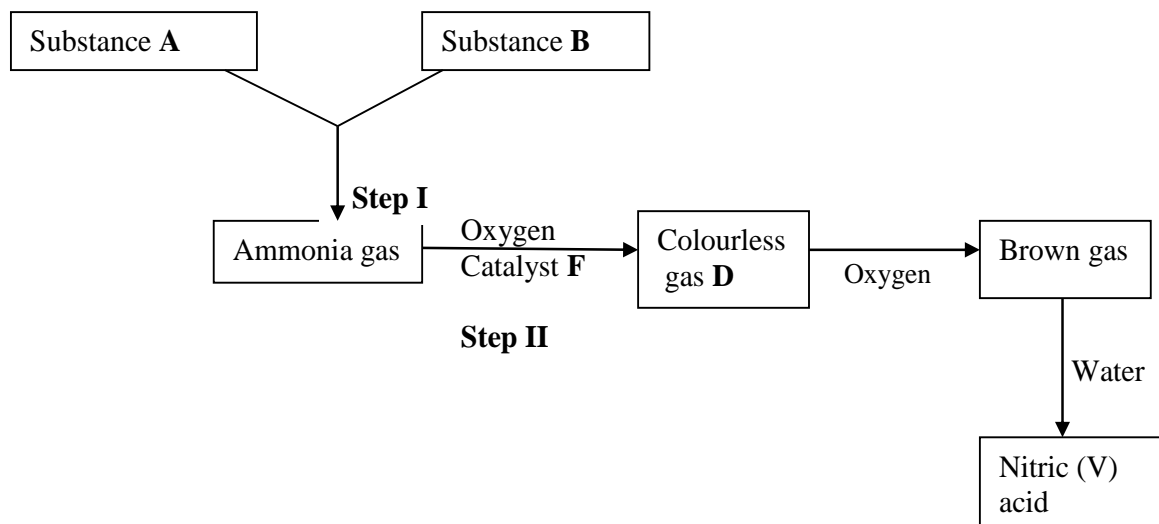 Substance A
Substance B
Step I
Ammonia gas
Oxygen
Catalyst F
Step II
Colourless
gas D
Oxygen
Brown gas
Water
Nitric (V)
acid